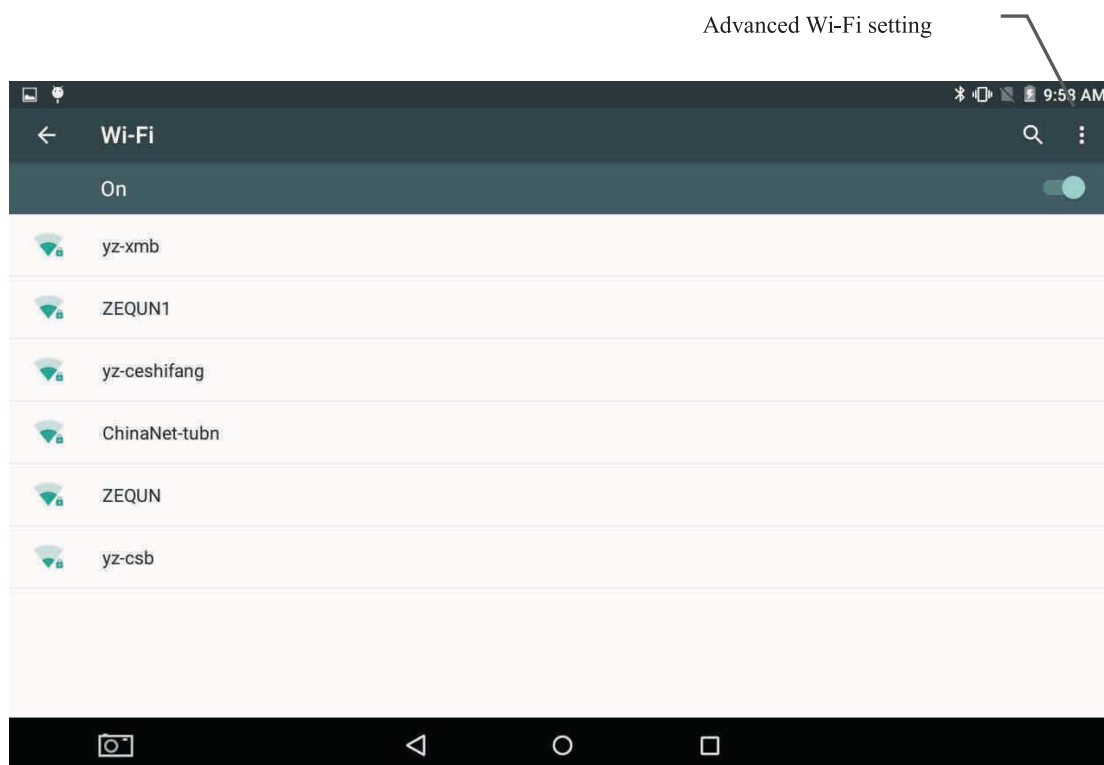 Advanced Wi-Fi setting
9:58 AM
Wi-Fi
On
yz-xmb
ZEQUN1
yz-ceshifang
ChinaNet-tubn
ZEQUN
yz-csb